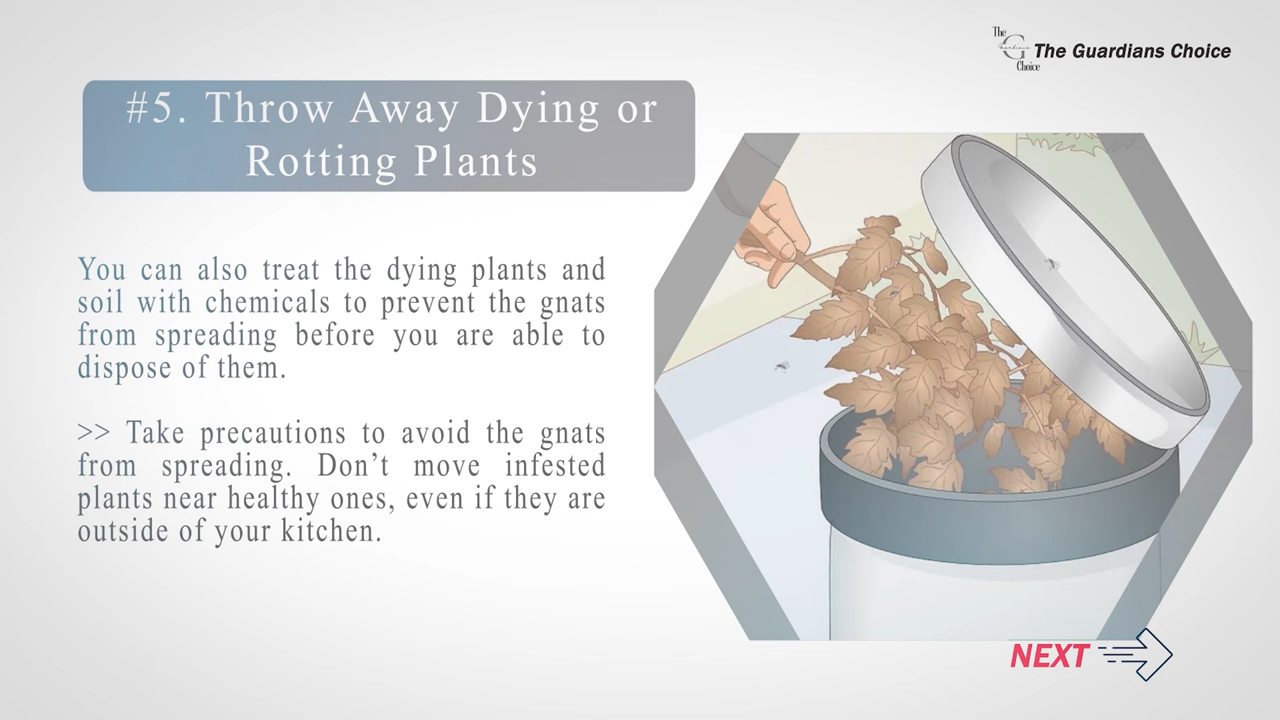 The
G
Guardians
Choice
The Guardians Choice
#5. Throw Away Dying or
Rotting Plants
You can also treat the dying plants and
soil with chemicals to prevent the gnats
from spreading before you are able to
dispose of them.
>> Take precautions to avoid the gnats
from spreading. Don’t move infested
plants near healthy ones, even if they are
outside of your kitchen.
NEXT